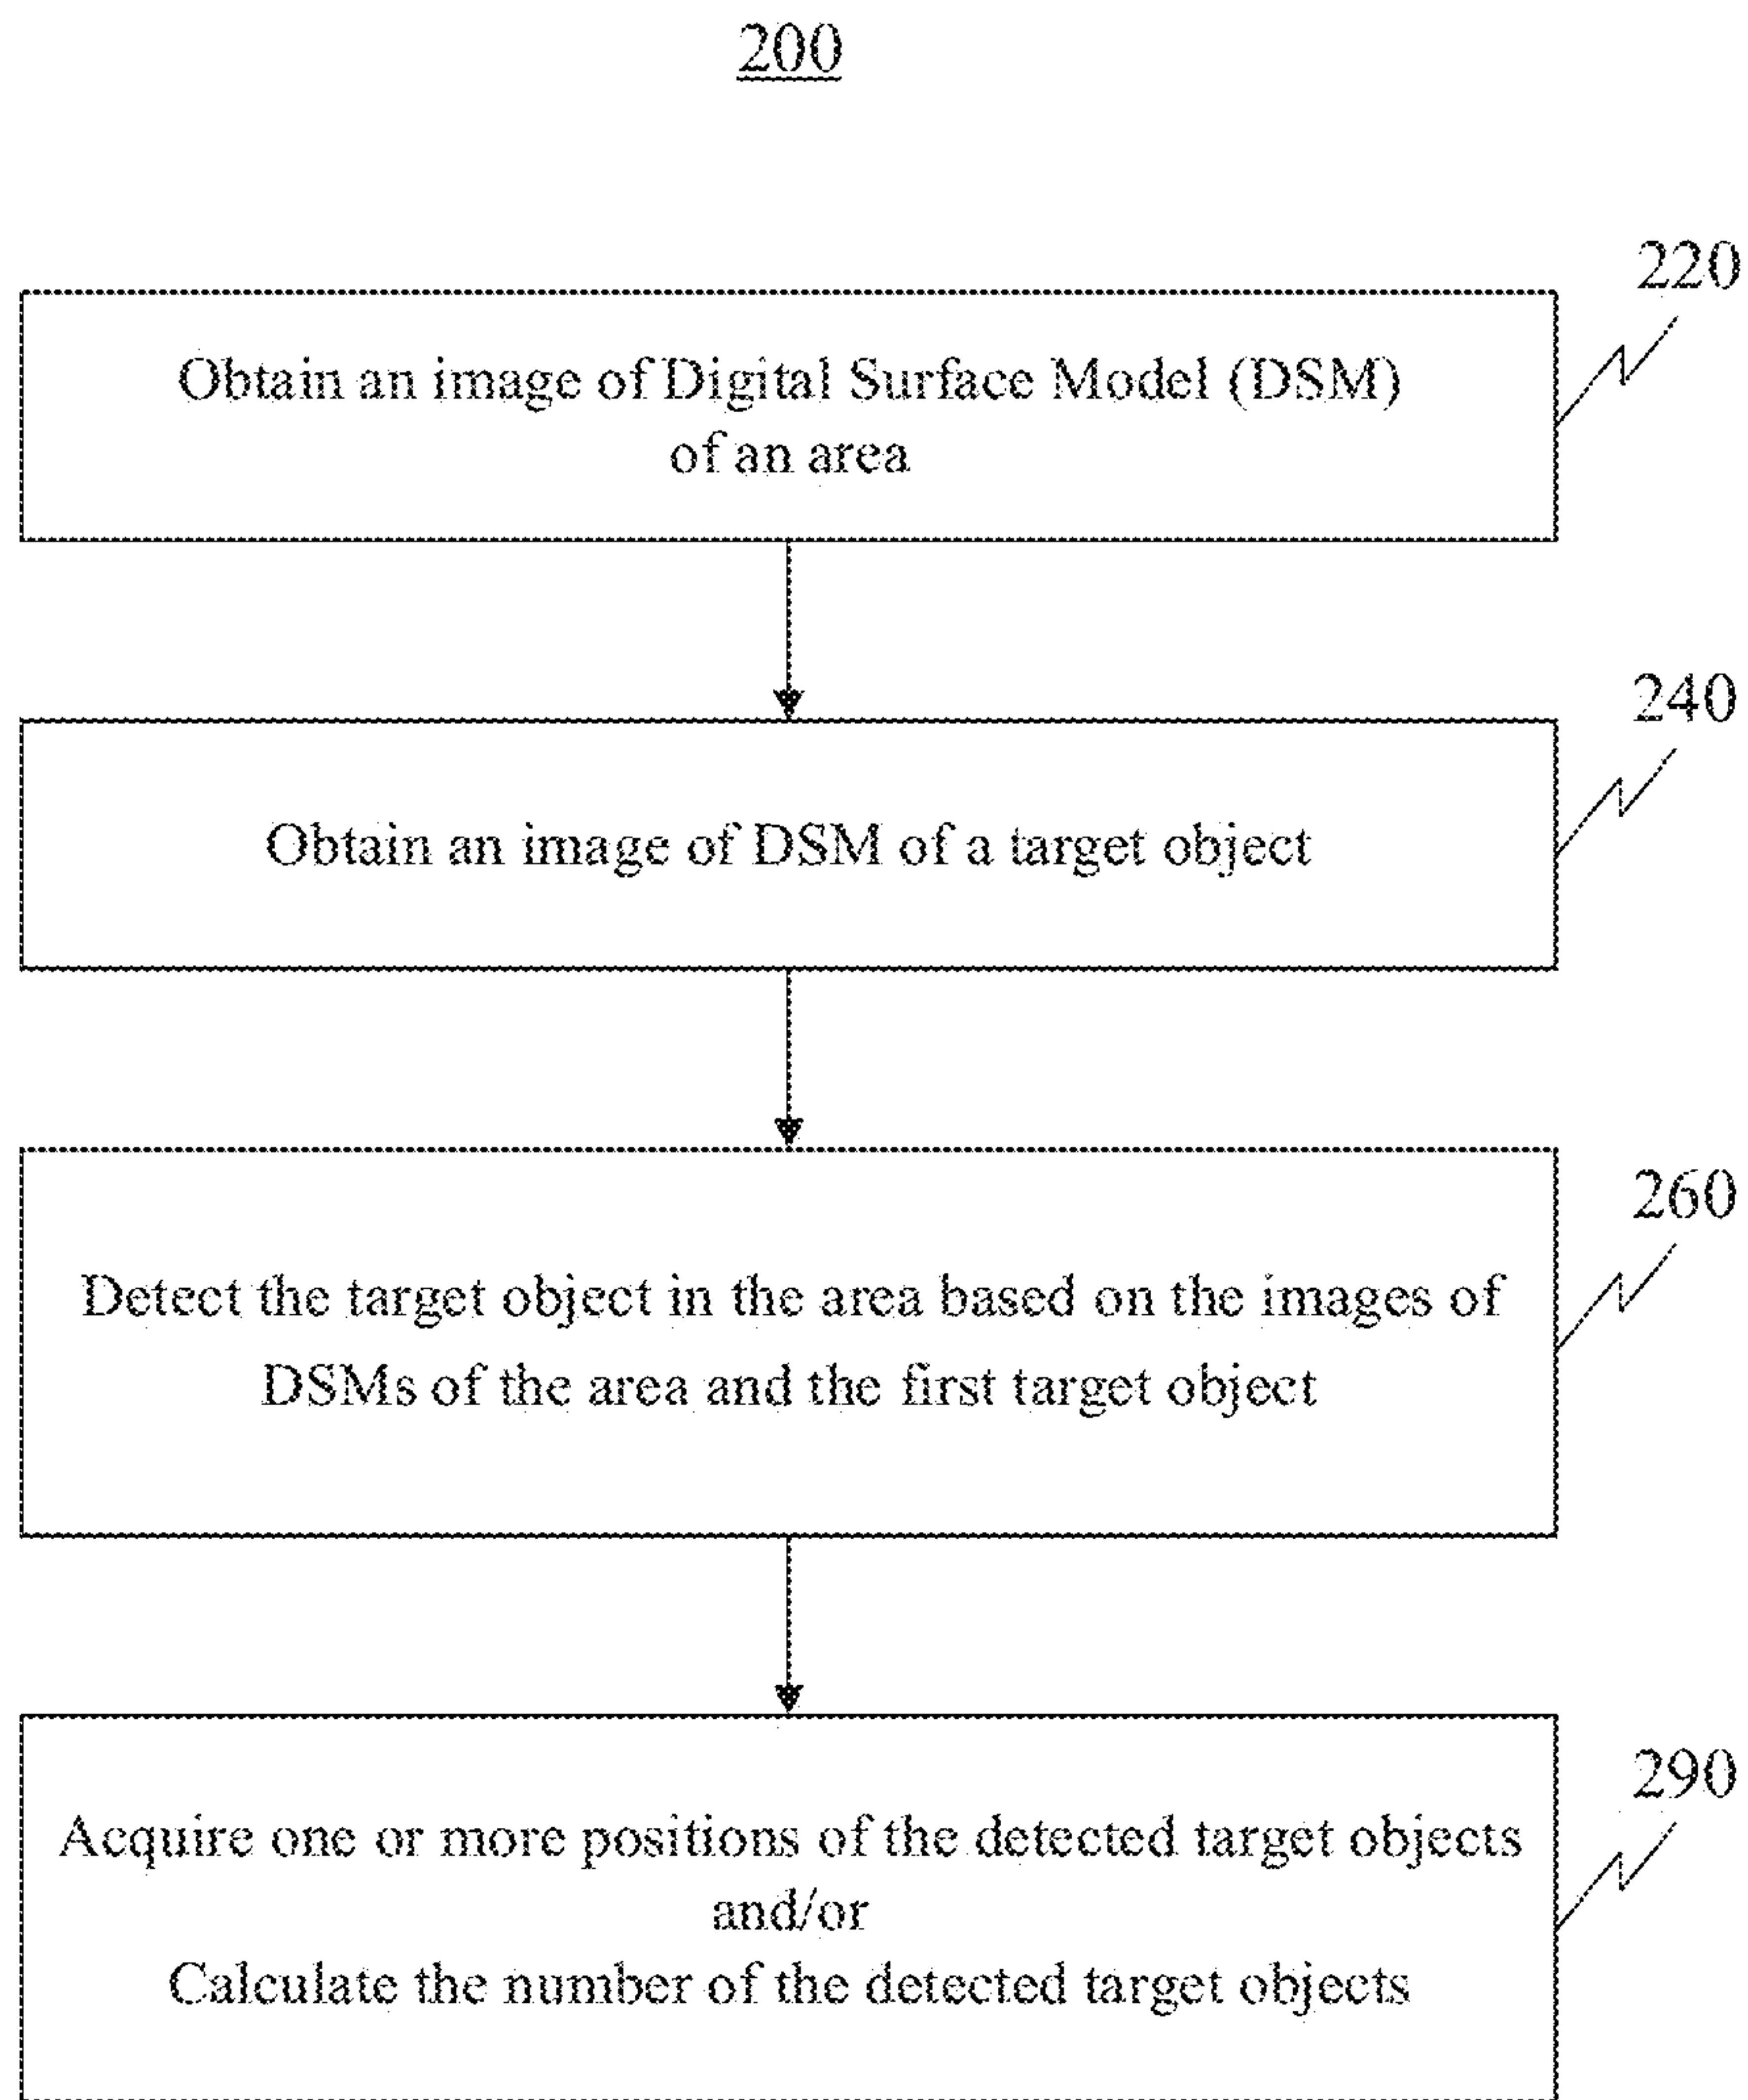 200
220
Obtain an image of Digital Surface Model (DSM)
of an area
240
Obtain an image of DSM of a target object
260
Detect the target object in the area based on the images of
DSMs of the area and the first target object
290
Acquire one or more positions of the detected target objects
and/or
Calculate the number of the detected target objects